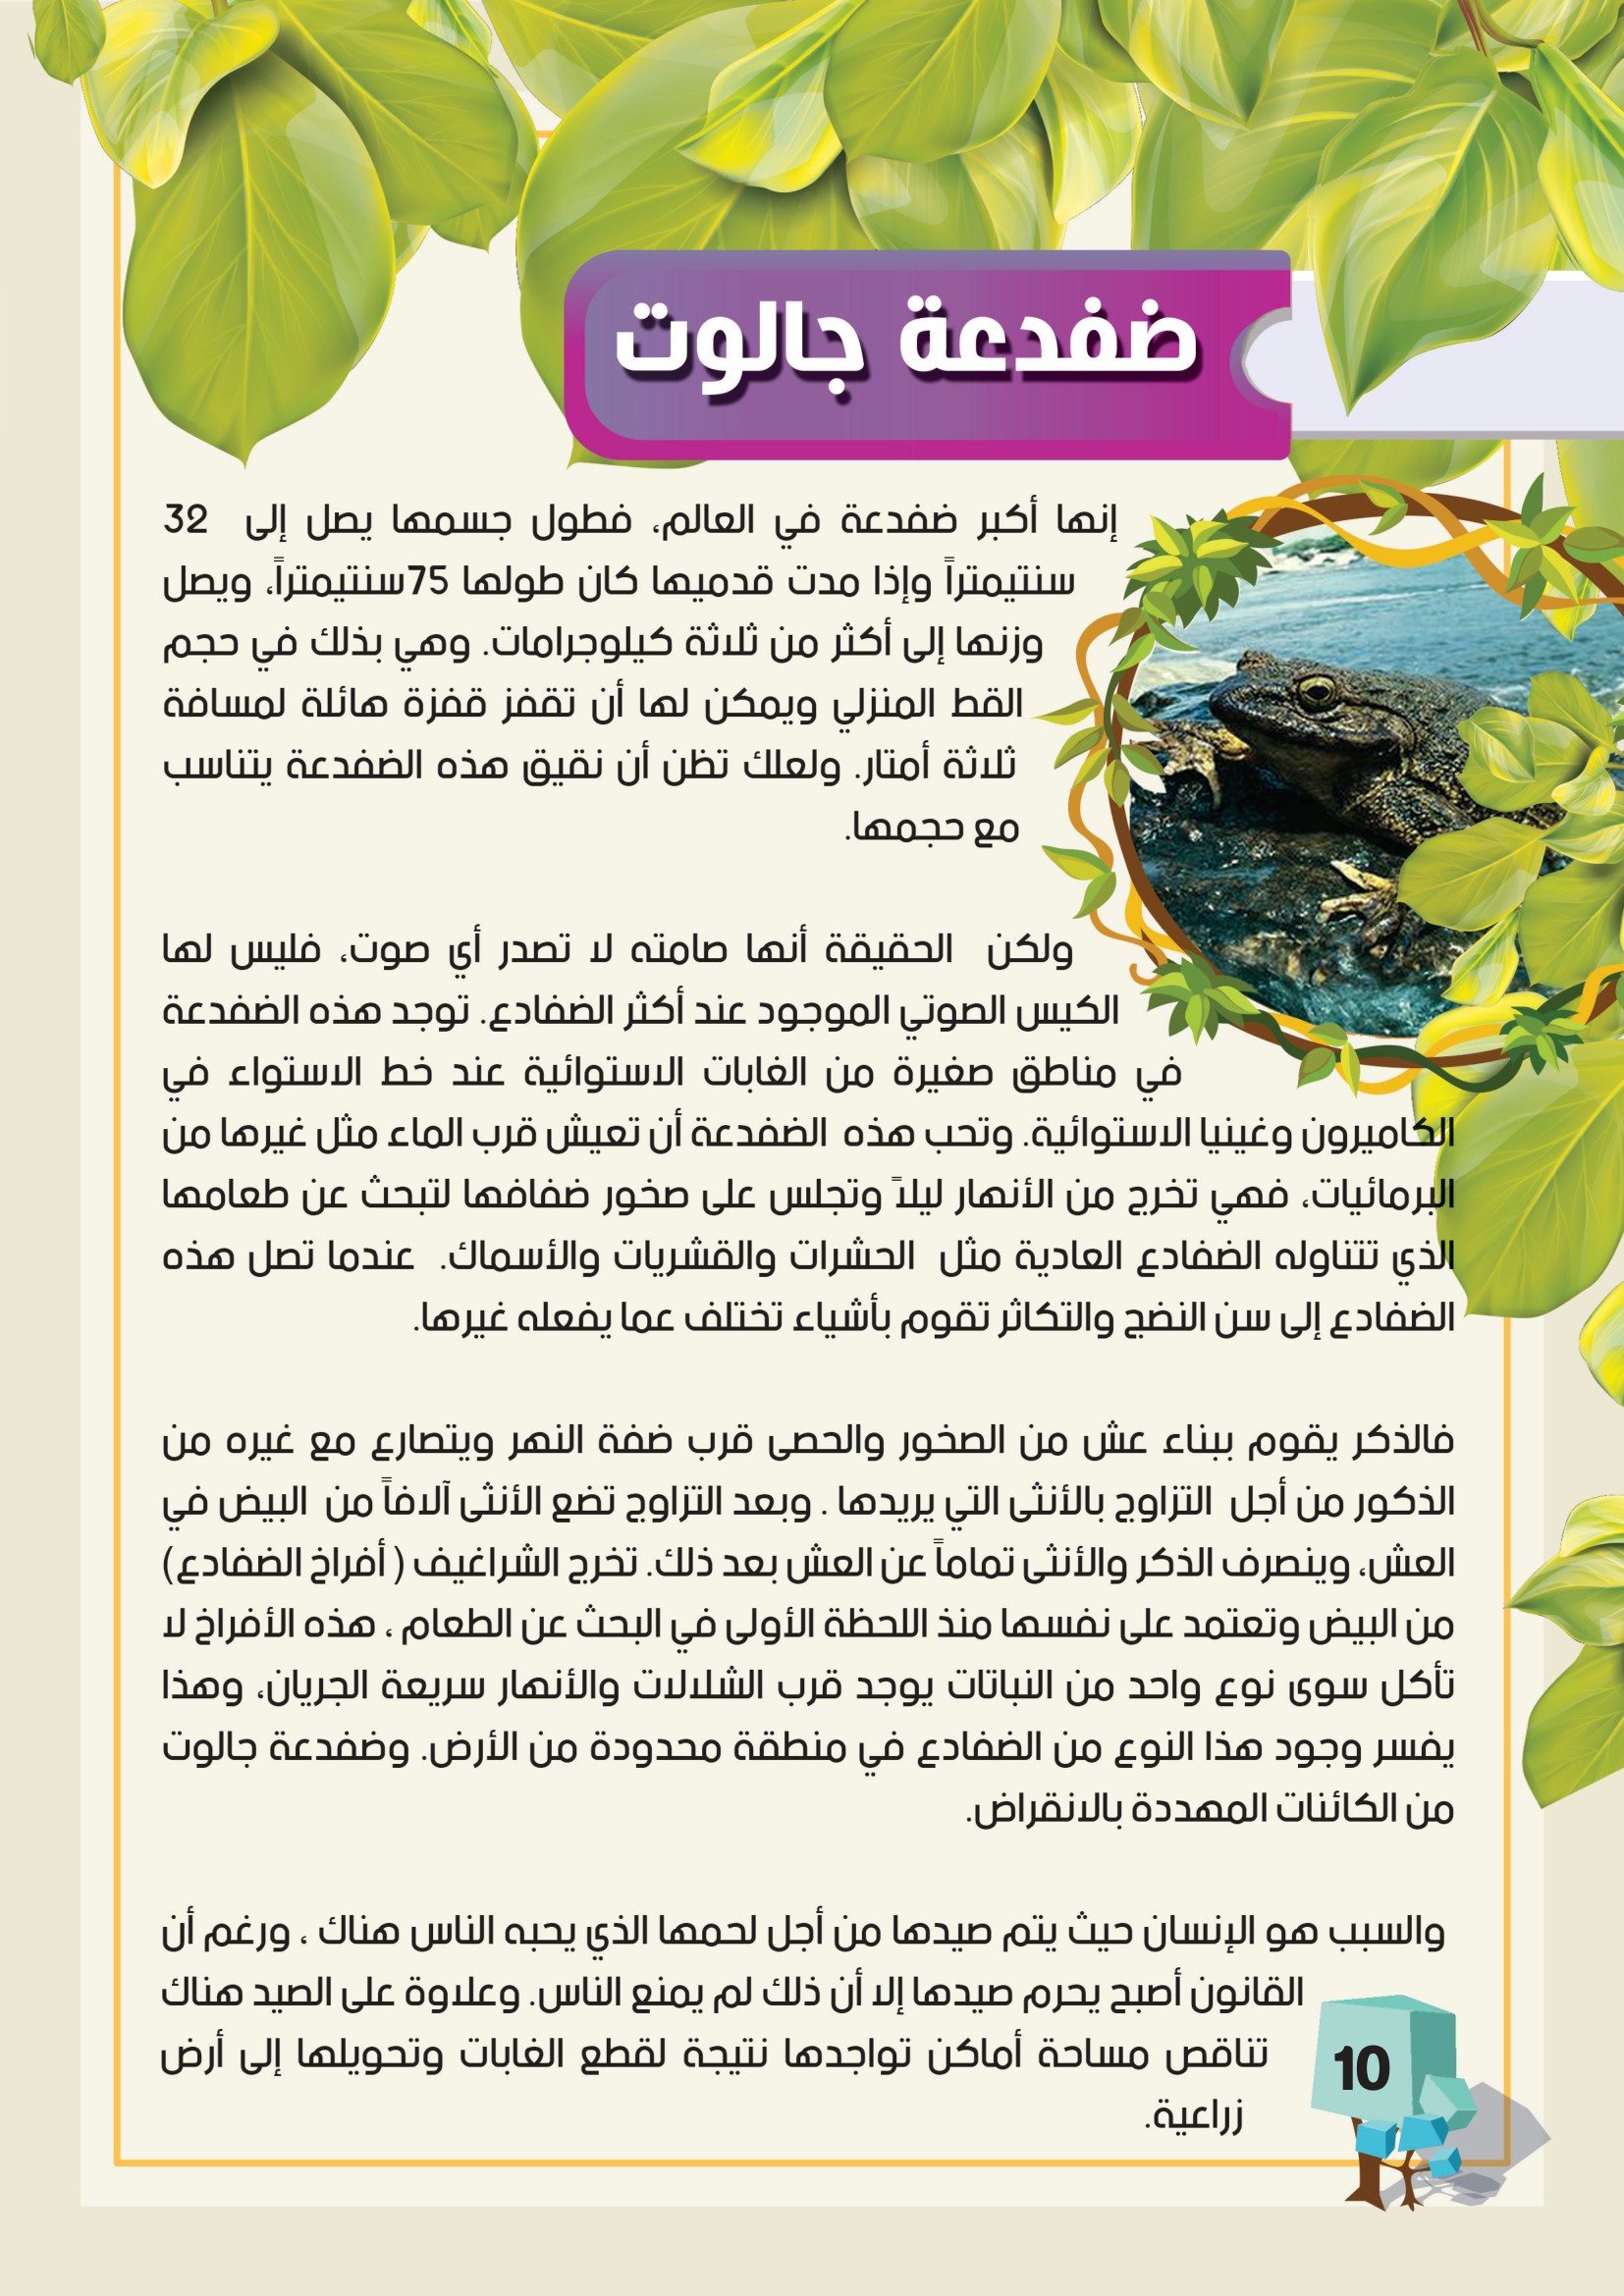 ضفدعة جالوت
إنها أكبر ضفدعة في العالم، فطول جسمها يصل إلى 32
سنتيمتراً وإذا مدت قدميها كان طولها 75سنتيمتراً، ويصل
وزنها إلى أكثر من ثلاثة كيلوجرامات. وهي بذلك في حجم
القط المنزلي ويمكن لها أن تقفز قفزة هائلة لمسافة
ثلاثة أمتار. ولعلك تظن أن نقيق هذه الضفدعة يتناسب
مع حجمها.
ولكن الحقيقة أنها صامته لا تصدر أي صوت، فليس لها
الكيس الصوتي الموجود عند أكثر الضفادع. توجد هذه الضفدعة
في مناطق صغيرة من الغابات الاستوائية عند خط الاستواء في
الكاميرون وغينيا الاستوائية. وتحب هذه الضفدعة أن تعيش قرب الماء مثل غيرها من
البرمائيات، فهي تخرج من الأنهار ليلاً وتجلس على صخور ضفافها لتبحث عن طعامها
الذي تتناوله الضفادع العادية مثل الحشرات والقشريات والأسماك. عندما تصل هذه
الضفادع إلى سن النضج والتكاثر تقوم بأشياء تختلف عما يفعله غيرها.
فالذكر يقوم ببناء عش من الصخور والحصى قرب ضفة النهر ويتصارع مع غيره من
الذكور من أجل التزاوج بالأنثى التي يريدها . وبعد التزاوج تضع الأنثى آلافاً من البيض في
العش، وينصرف الذكر والأنثى تماماً عن العش بعد ذلك. تخرج الشراغيف ( أفراخ الضفادع)
من البيض وتعتمد على نفسها منذ اللحظة الأولى في البحث عن الطعام ، هذه الأفراخ لا
تأكل سوى نوع واحد من النباتات يوجد قرب الشلالات والأنهار سريعة الجريان، وهذا
يفسر وجود هذا النوع من الضفادع في منطقة محدودة من الأرض. وضفدعة جالوت
من الكائنات المهددة بالانقراض.
والسبب هو الإنسان حيث يتم صيدها من أجل لحمها الذي يحبه الناس هناك ، ورغم أن
القانون أصبح يحرم صيدها إلا أن ذلك لم يمنع الناس. وعلاوة على الصيد هناك
تناقص مساحة أماكن تواجدها نتيجة لقطع الغابات وتحويلها إلى أرض
زراعية.
10